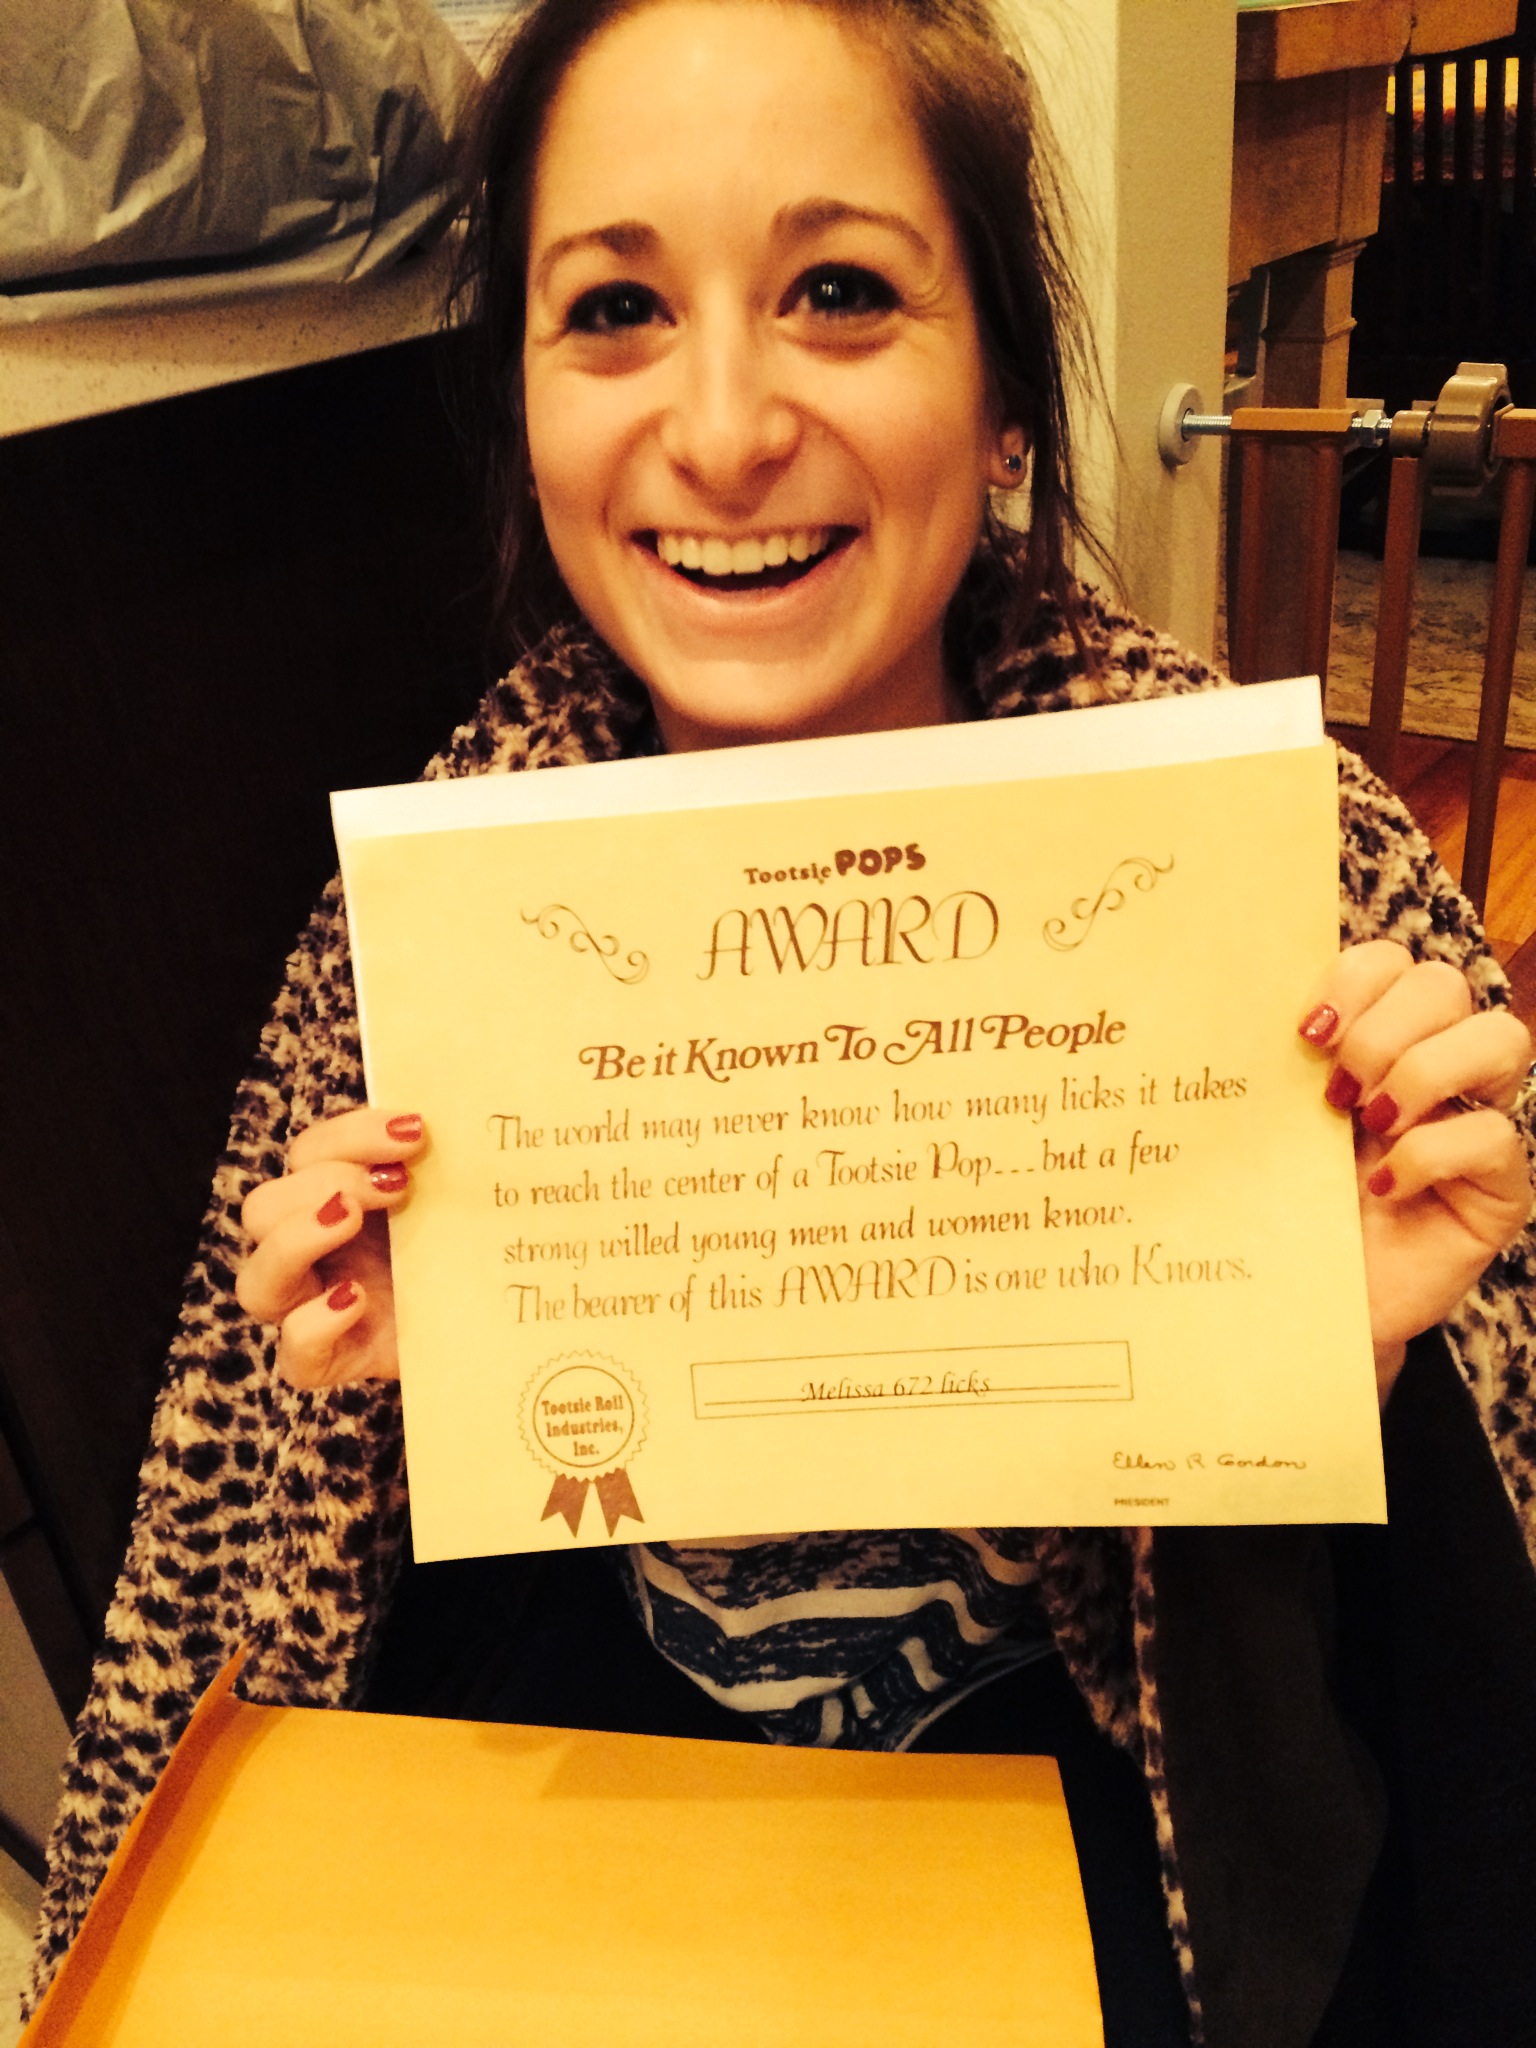 Tootsie POPS
AWARD
Be it Known To All People
The world may never know how many licks it takes
to reach the center of a Tootsie Pop...but a few
strong willed young men and women know.
The bearer of this AWARD is one who Knows.
Melissa 672 licks
Tootsie Roll
Industries,
Inc.
Ellen R Gordon
PRESIDENT